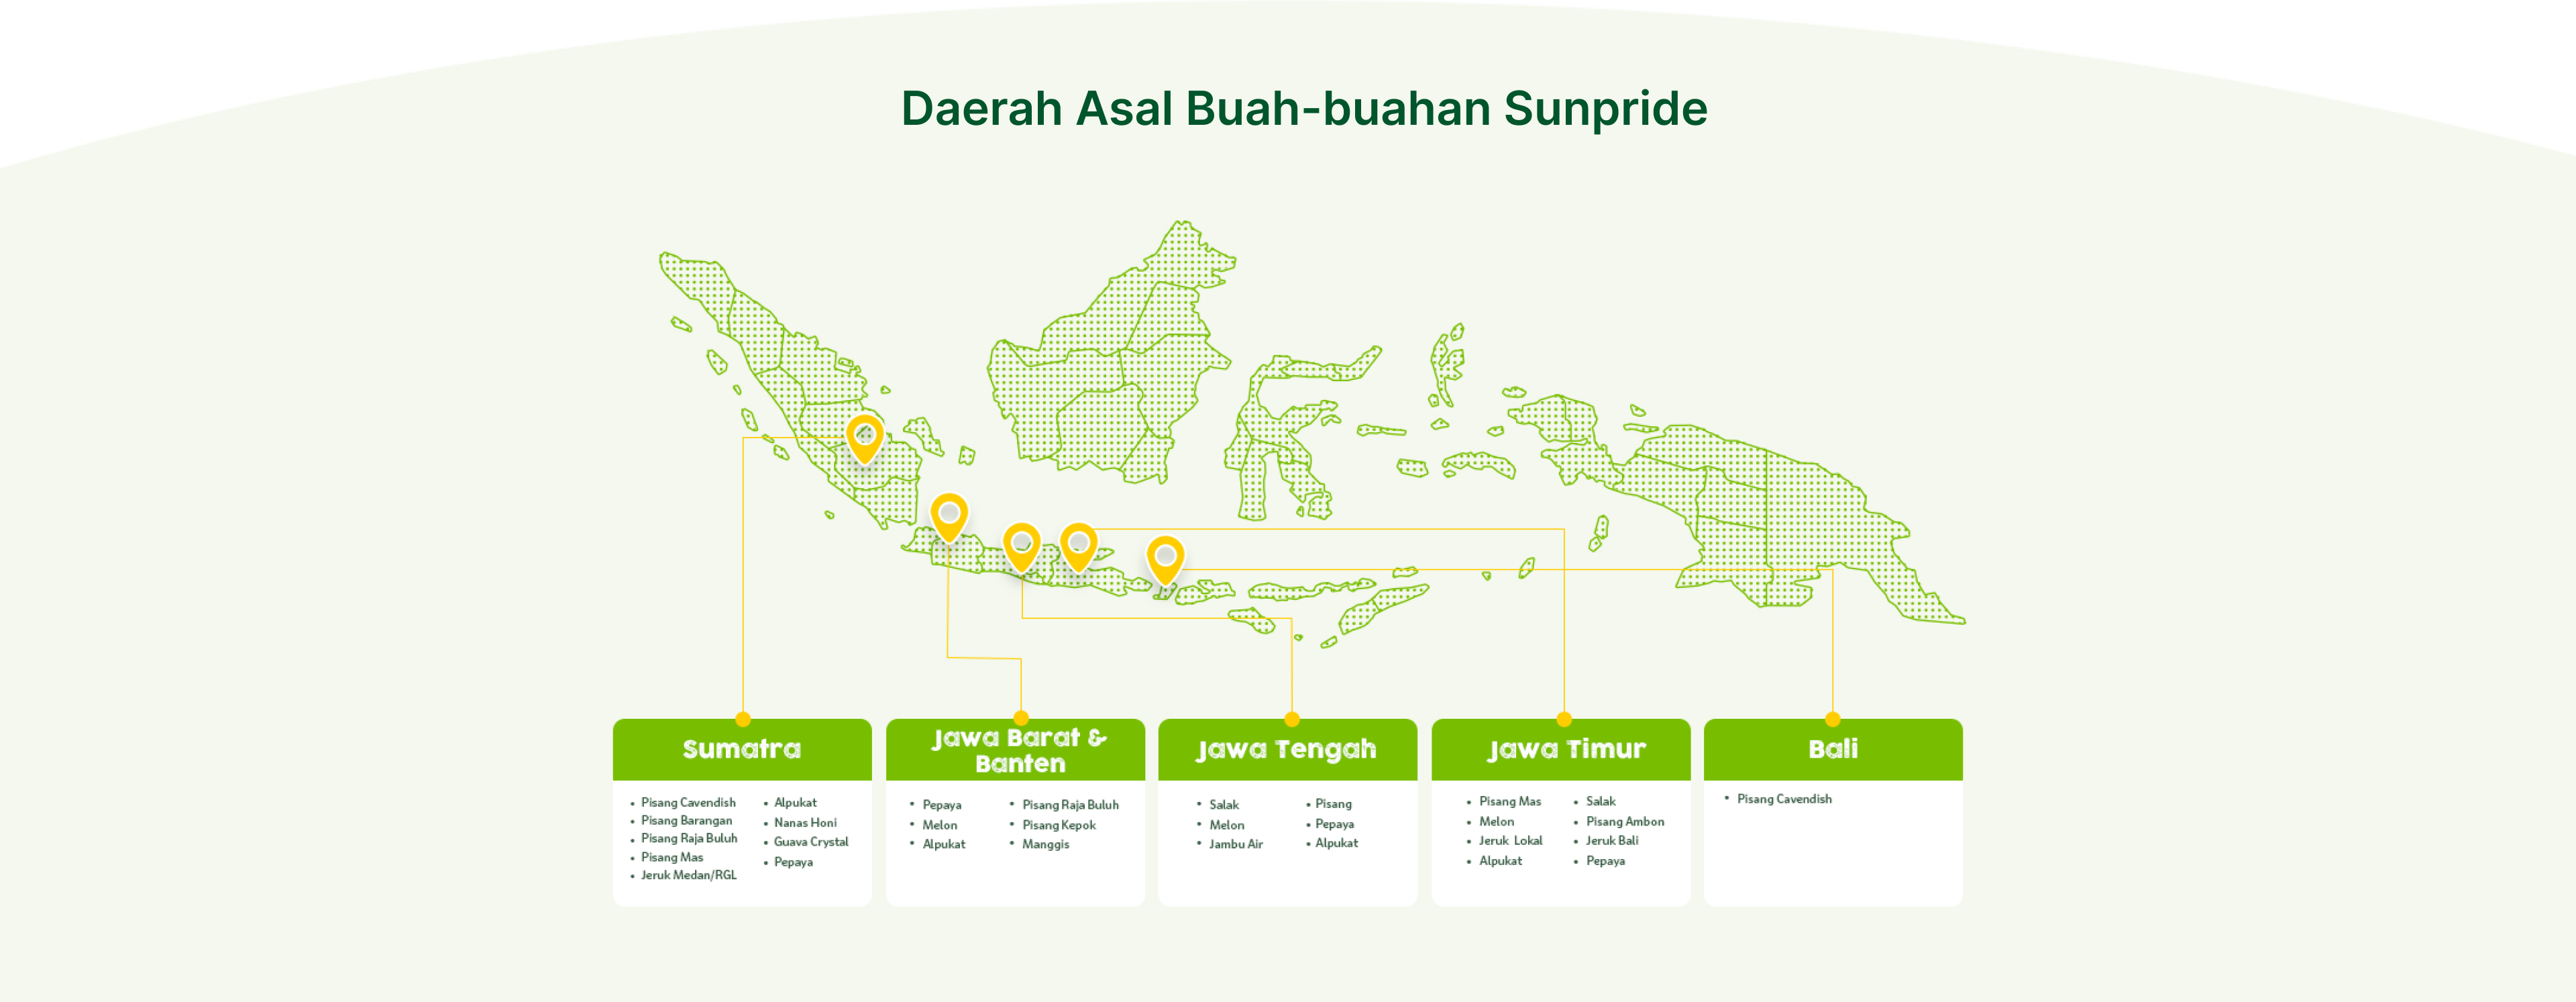 Daerah Asal Buah-buahan Sunpride
Sumatra
• Pisang Cavendish
• Pisang Barangan
• Pisang Raja Buluh
• Pisang Mas
• Jeruk Medan/RGL
• Alpukat
• Nanas Honi
• Guava Crystal
• Pepaya
Jawa Barat &
Banten
• Pepaya
• Melon
• Alpukat
• Pisang Raja Buluh
• Pisang Kepok
• Manggis
Jawa Tengah
• Salak
• Melon
• Jambu Air
• Pisang
• Pepaya
• Alpukat
Jawa Timur
• Pisang Mas
• Melon
• Jeruk Lokal
• Alpukat
• Salak
• Pisang Ambon
• Jeruk Bali
• Pepaya
Bali
• Pisang Cavendish